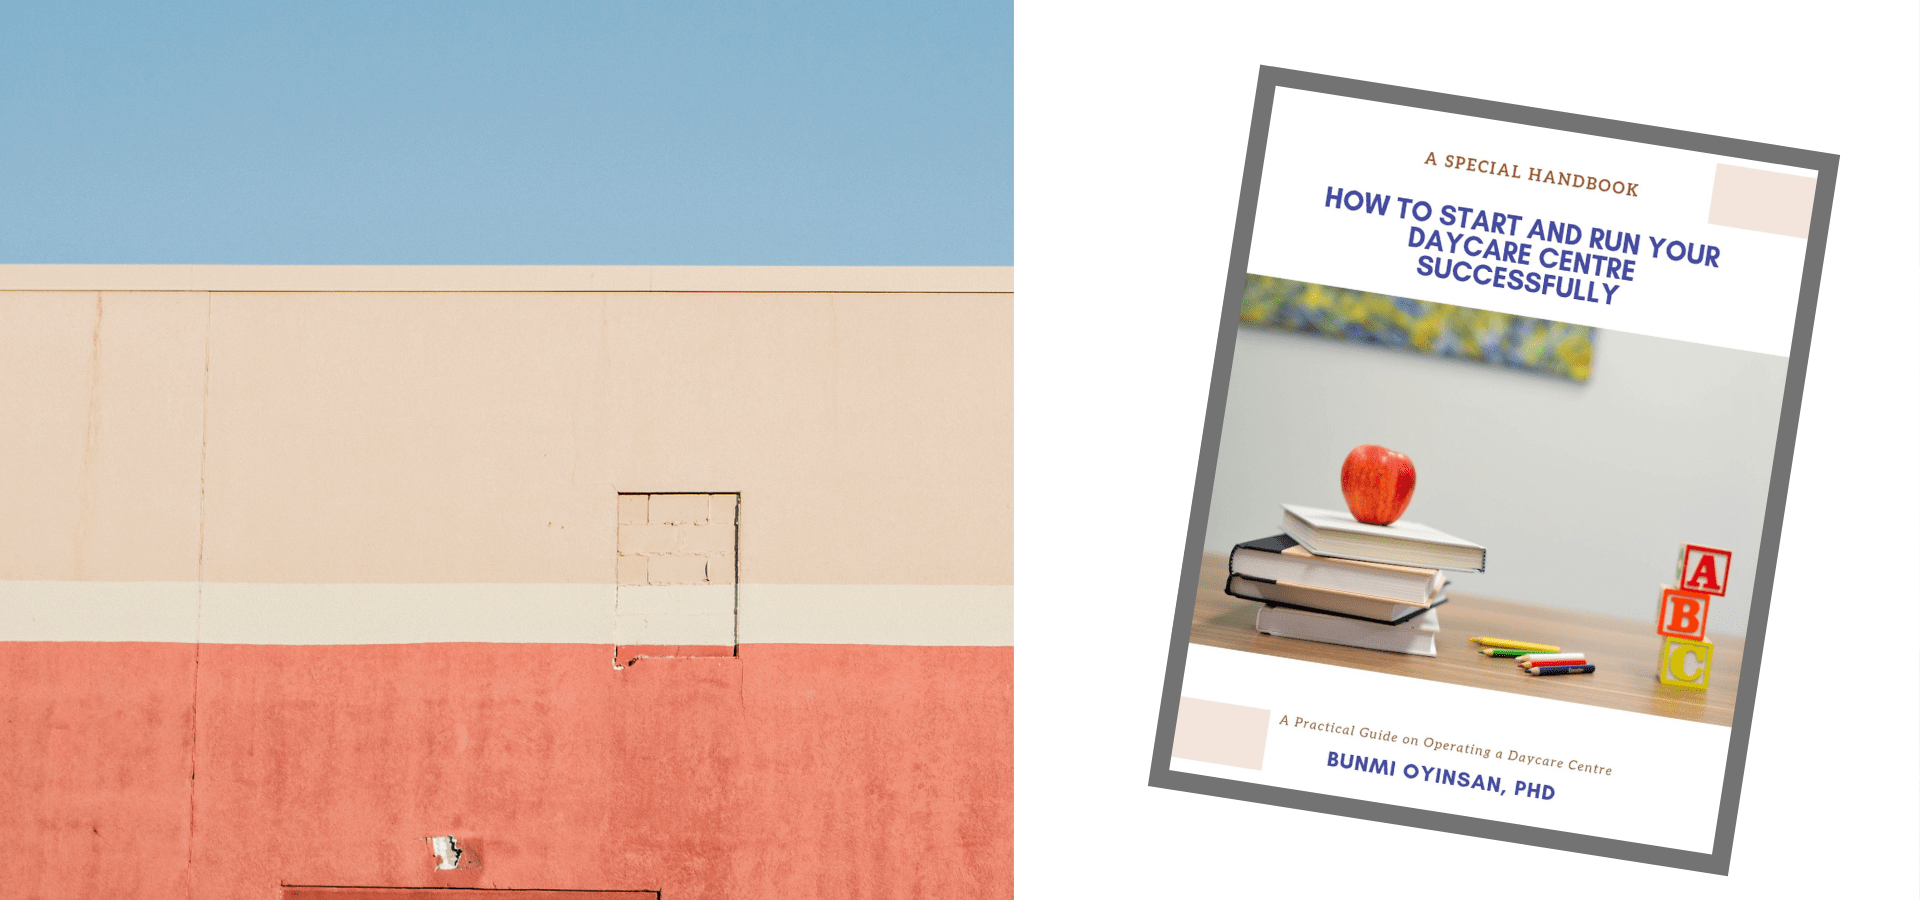 A SPECIAL HANDBOOK
HOW TO START AND RUN YOUR
DAYCARE CENTRE
SUCCESSFULLY
A
B
C
A Practical Guide on Operating a Daycare Centre
BUNMI OYINSAN, PHD